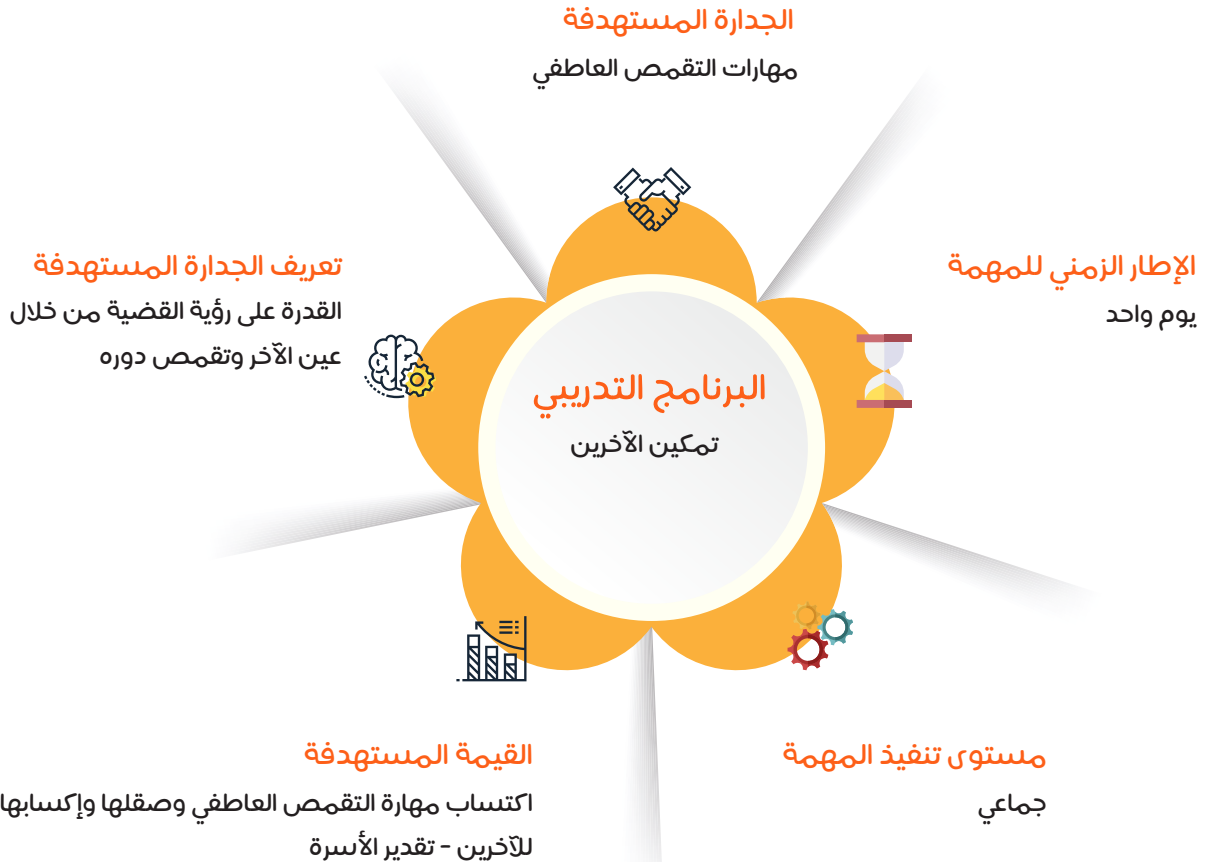 الجدارة المستهدفة
مهارات التقمص العاطفي
الإطار الزمني للمهمة
يوم واحد
تعريف الجدارة المستهدفة
القدرة على رؤية القضية من خلال
عين الآخر وتقمص دوره
البرنامج التدريبي
تمكين الآخرين
مستوى تنفيذ المهمة
جماعي
القيمة المستهدفة
اكتساب مهارة التقمص العاطفي وصقلها وإكسابها
للآخرين - تقدير الأسرة